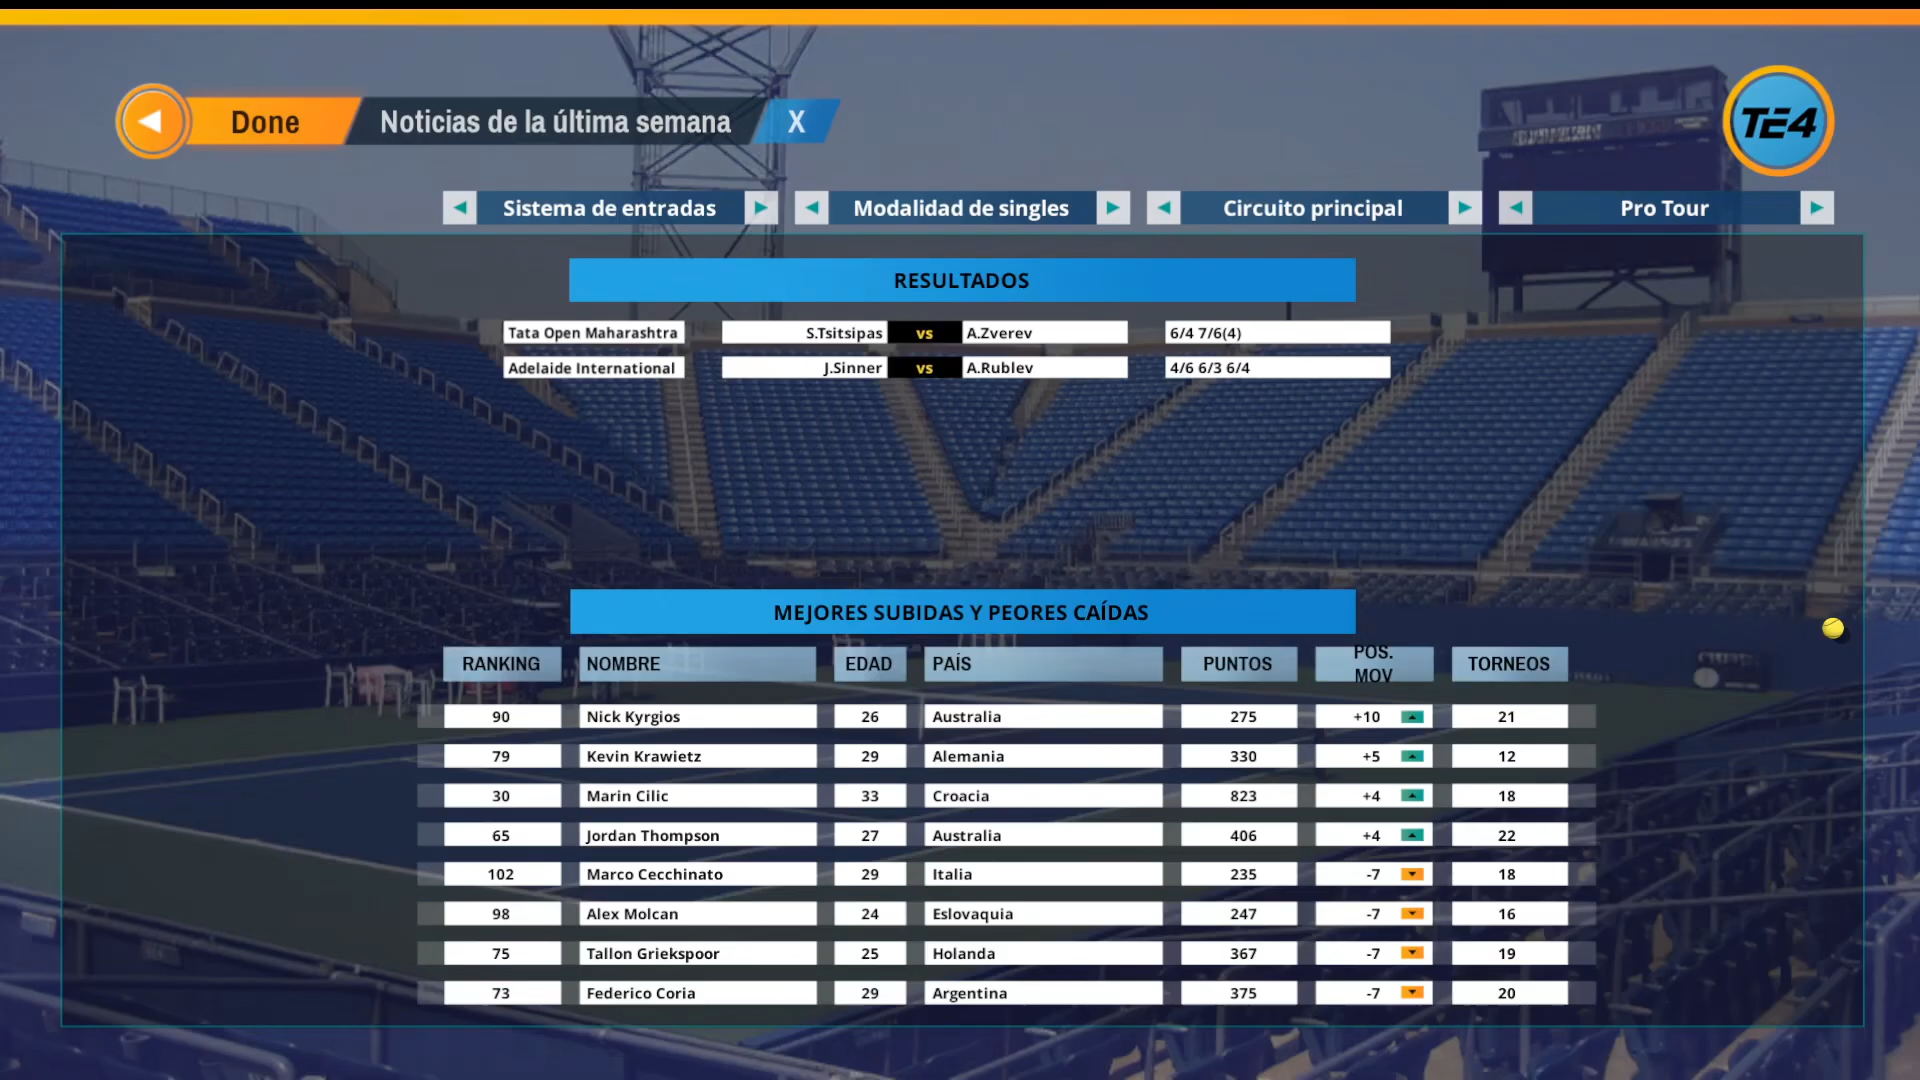 Done
Noticias de la última semana
X
TE4
Sistema de entradas
Modalidad de singles
Circuito principal
Pro Tour
RESULTADOS
Tata Open Maharashtra S.Tsitsipas vs A.Zverev 6/4 7/6(4)
Adelaide International J.Sinner vs A.Rublev 4/6 6/3 6/4
MEJORES SUBIDAS Y PEORES CAÍDAS
RANKING NOMBRE EDAD PAÍS PUNTOS POS. MOV TORNEOS
90 Nick Kyrgios 26 Australia 275 +10 21
79 Kevin Krawietz 29 Alemania 330 +5 12
30 Marin Cilic 33 Croacia 823 +4 18
65 Jordan Thompson 27 Australia 406 +4 22
102 Marco Cecchinato 29 Italia 235 -7 18
98 Alex Molcan 24 Eslovaquia 247 -7 16
75 Tallon Griekspoor 25 Holanda 367 -7 19
73 Federico Coria 29 Argentina 375 -7 20